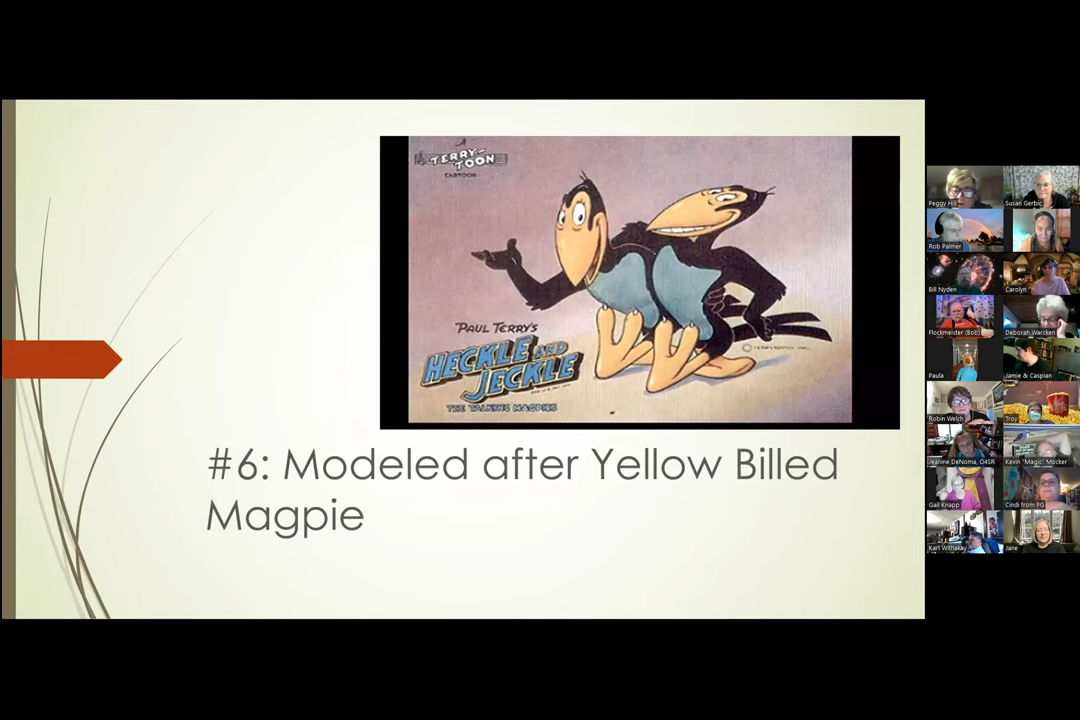 TERRY-
TOON
CARTOON
PAUL TERRY'S
HECKLE AND
JECKLE
THE TALKING MAGPIES
#6: Modeled after Yellow Billed
Magpie
Peggy Hill
Susan Gerbic
Rob Palmer
Bill Nyden
Carolyn
Flockmeister (Bob)
Deborah Warcken
Paula
Jamie & Caspian
Robin Welch
Troy
Jeanine DeNoma, O4SR
Kevin "Magic" Mocker
Gail Knapp
Cindi from PG
Karl Withakay
Jane